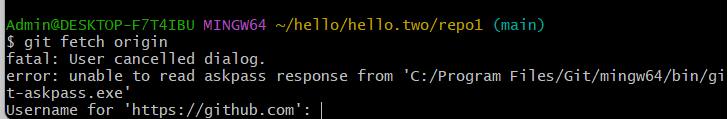 Admin@DESKTOP-F7T4IBU MINGW64 ~/hello/hello.two/repo1 (main)
$ git fetch origin
fatal: User cancelled dialog.
error: unable to read askpass response from 'C:/Program Files/Git/mingw64/bin/gi
t-askpass.exe'
Username for 'https://github.com':